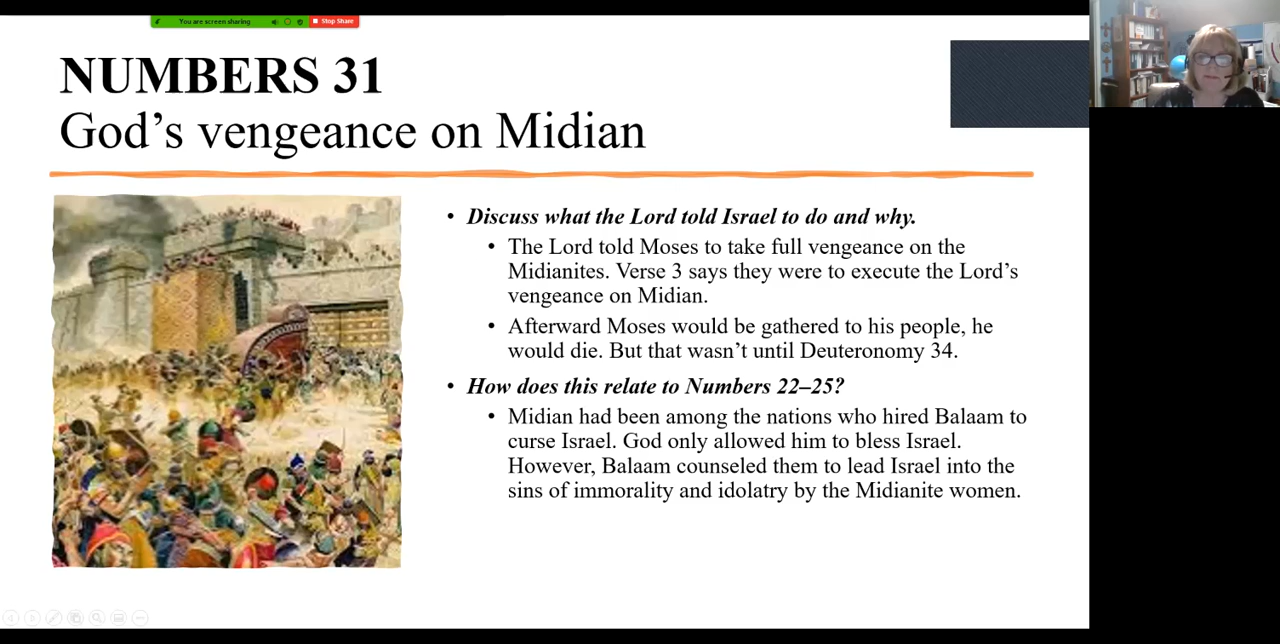 You are screen sharing
Stop Share
NUMBERS 31
God’s vengeance on Midian
• Discuss what the Lord told Israel to do and why.
• The Lord told Moses to take full vengeance on the
Midianites. Verse 3 says they were to execute the Lord’s
vengeance on Midian.
• Afterward Moses would be gathered to his people, he
would die. But that wasn’t until Deuteronomy 34.
• How does this relate to Numbers 22–25?
• Midian had been among the nations who hired Balaam to
curse Israel. God only allowed him to bless Israel.
However, Balaam counseled them to lead Israel into the
sins of immorality and idolatry by the Midianite women.